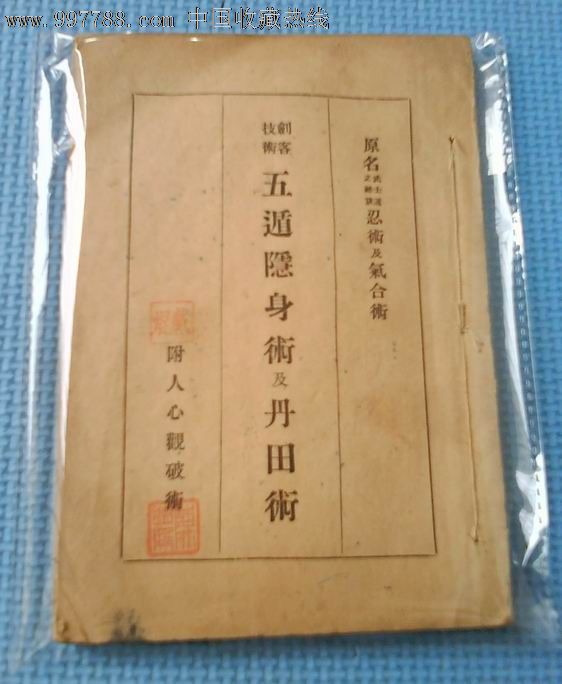 www.997788.com 中国收藏热线
原名武士道之秘訣忍術及氣合術
劍客技術 五遁隱身術及丹田術
附人心觀破術